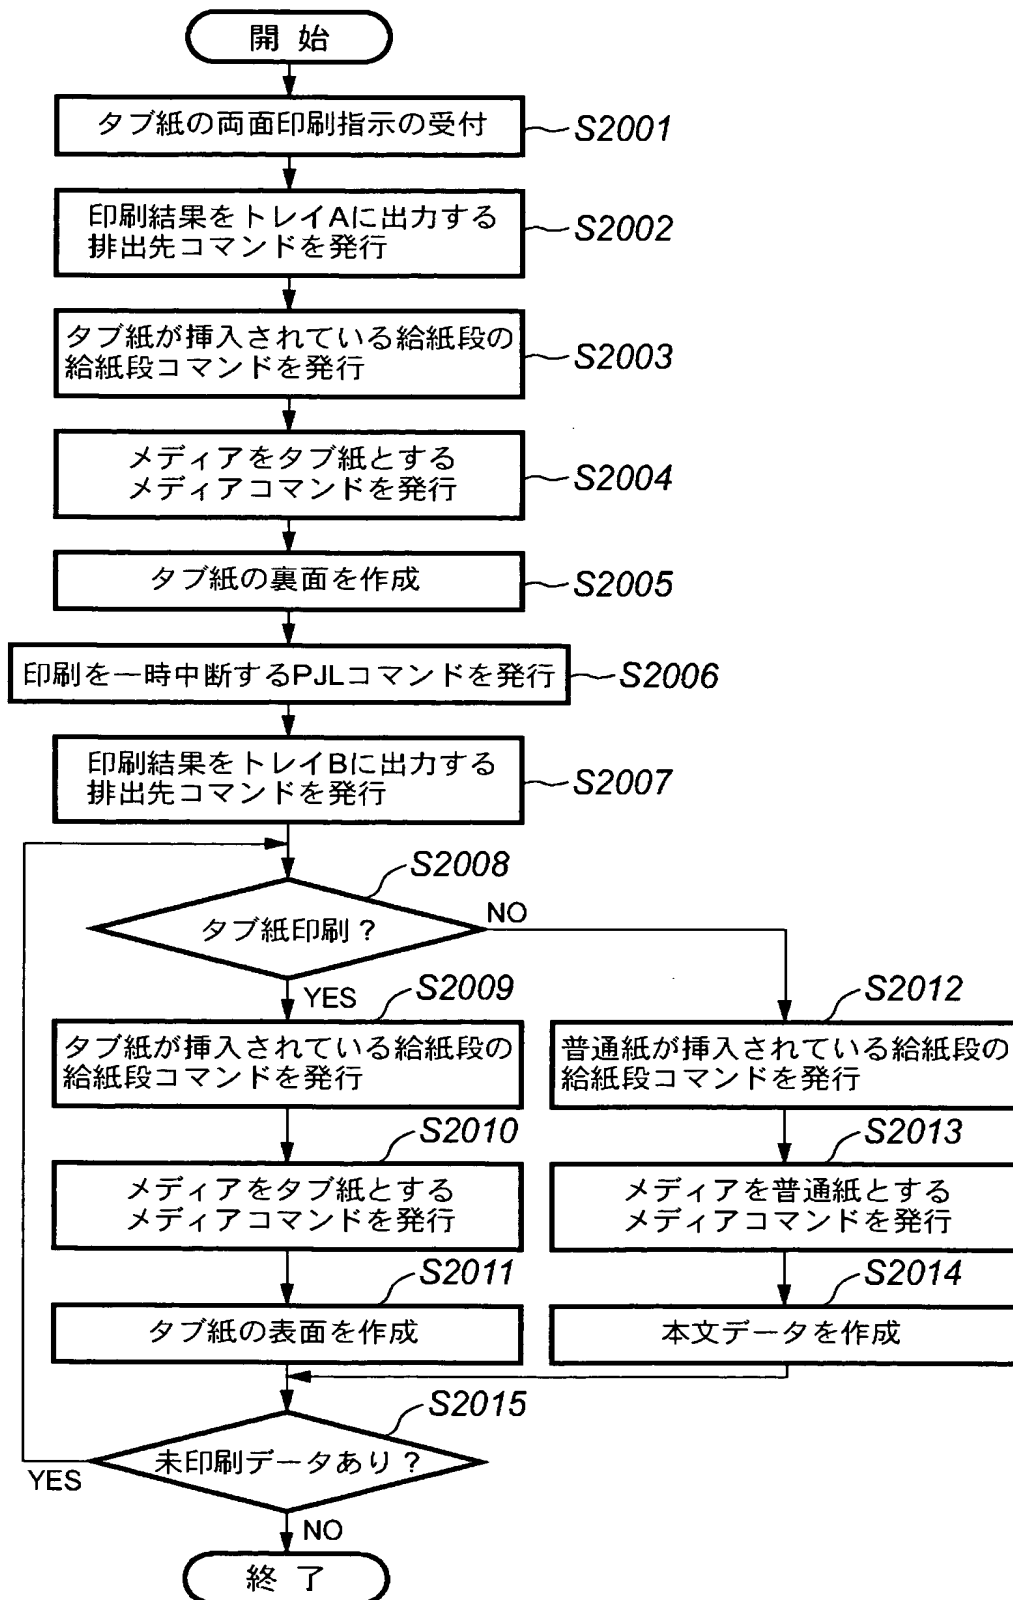 開 始
タブ紙の両面印刷指示の受付
S2001
印刷結果をトレイAに出力する
排出先コマンドを発行
S2002
タブ紙が挿入されている給紙段の
給紙段コマンドを発行
S2003
メディアをタブ紙とする
メディアコマンドを発行
S2004
タブ紙の裏面を作成
S2005
印刷を一時中断するPJLコマンドを発行
S2006
印刷結果をトレイBに出力する
排出先コマンドを発行
S2007
S2008
タブ紙印刷？
NO
YES
S2009
タブ紙が挿入されている給紙段の
給紙段コマンドを発行
S2010
メディアをタブ紙とする
メディアコマンドを発行
S2011
タブ紙の表面を作成
S2012
普通紙が挿入されている給紙段の
給紙段コマンドを発行
S2013
メディアを普通紙とする
メディアコマンドを発行
S2014
本文データを作成
S2015
未印刷データあり？
YES
NO
終 了